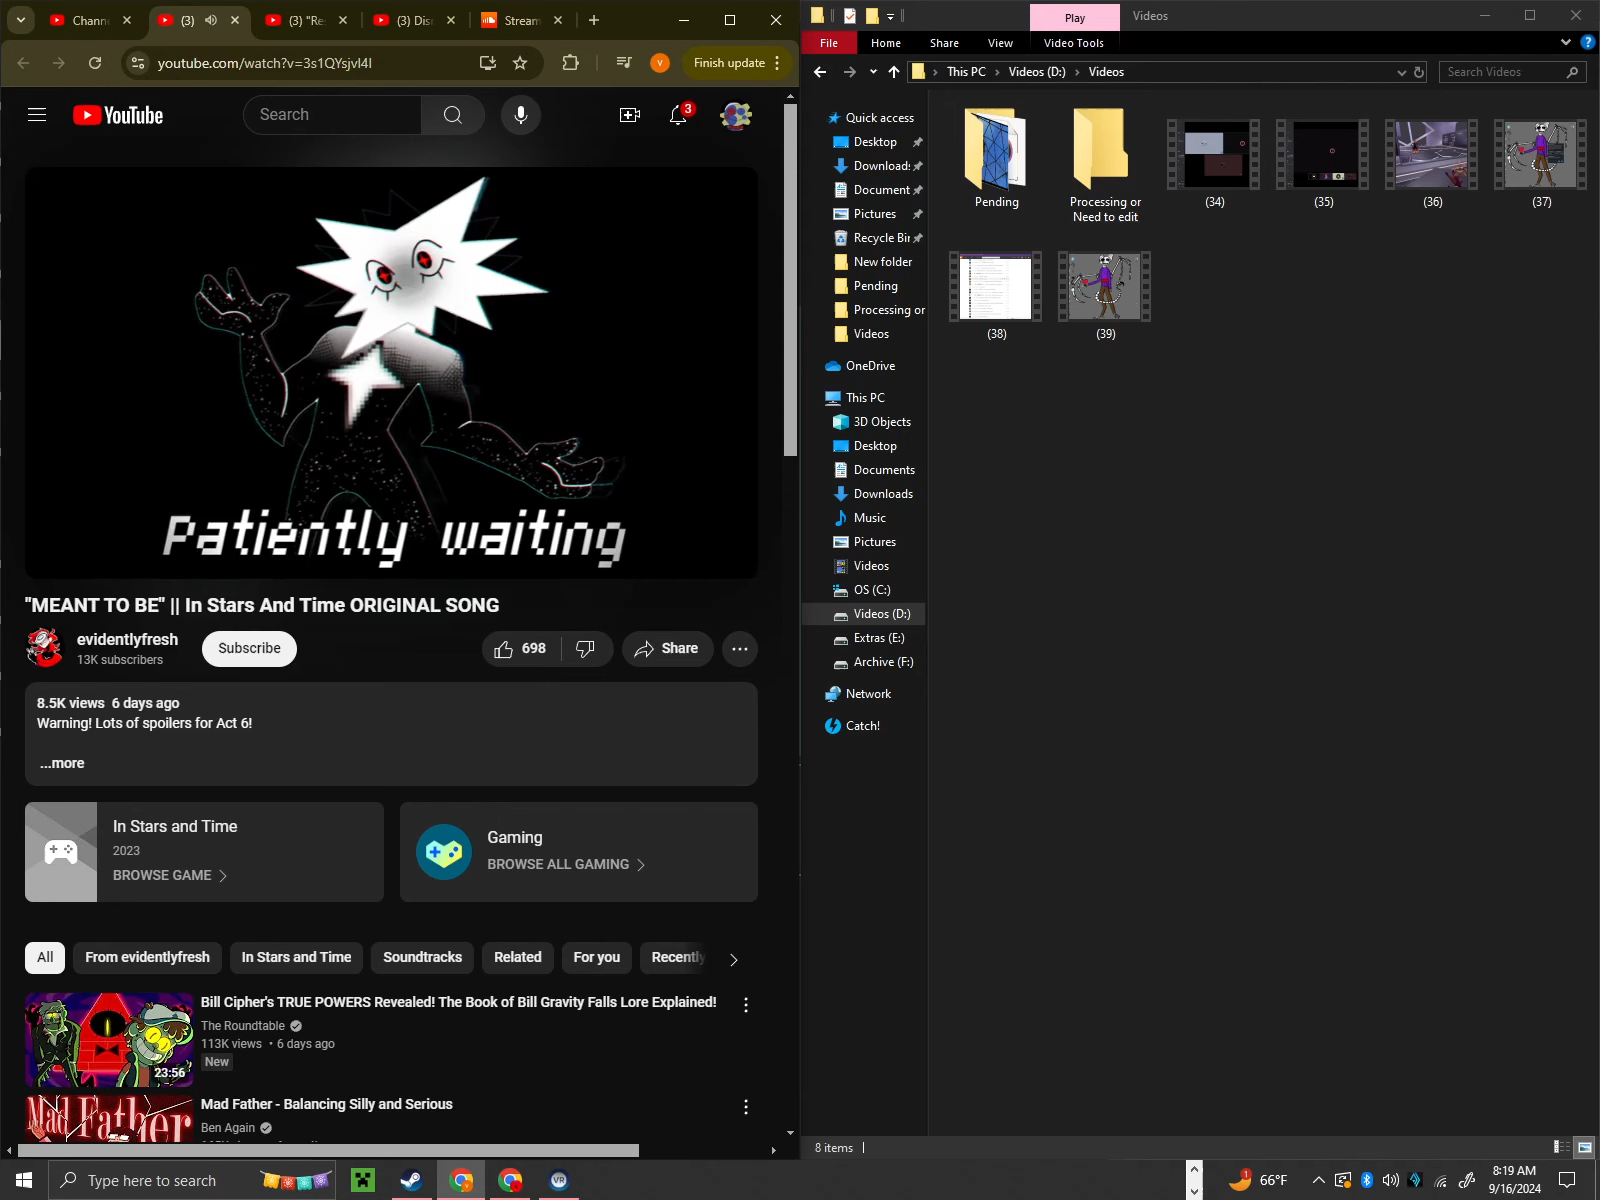 Chann
(3)
(3) "Re
(3) Disr
Stream
youtube.com/watch?v=3s1QYsjvl4I
V
Finish update
YouTube
Search
3
Patiently waiting
"MEANT TO BE" || In Stars And Time ORIGINAL SONG
evidentlyfresh
13K subscribers
Subscribe
698
Share
8.5K views 6 days ago
Warning! Lots of spoilers for Act 6!
...more
In Stars and Time
2023
BROWSE GAME
Gaming
BROWSE ALL GAMING
All
From evidentlyfresh
In Stars and Time
Soundtracks
Related
For you
Recently
Bill Cipher's TRUE POWERS Revealed! The Book of Bill Gravity Falls Lore Explained!
The Roundtable
113K views • 6 days ago
New
23:56
Mad Father
Mad Father - Balancing Silly and Serious
Ben Again
Play
Videos
File
Home
Share
View
Video Tools
This PC
Videos (D:)
Videos
Search Videos
Quick access
Desktop
Download:
Document
Pictures
Recycle Bir
New folder
Pending
Processing or
Videos
OneDrive
This PC
3D Objects
Desktop
Documents
Downloads
Music
Pictures
Videos
OS (C:)
Videos (D:)
Extras (E:)
Archive (F:)
Network
Catch!
Pending
Processing or
Need to edit
(34)
(35)
(36)
(37)
(38)
(39)
8 items
Type here to search
VR
1
66°F
8:19 AM
9/16/2024